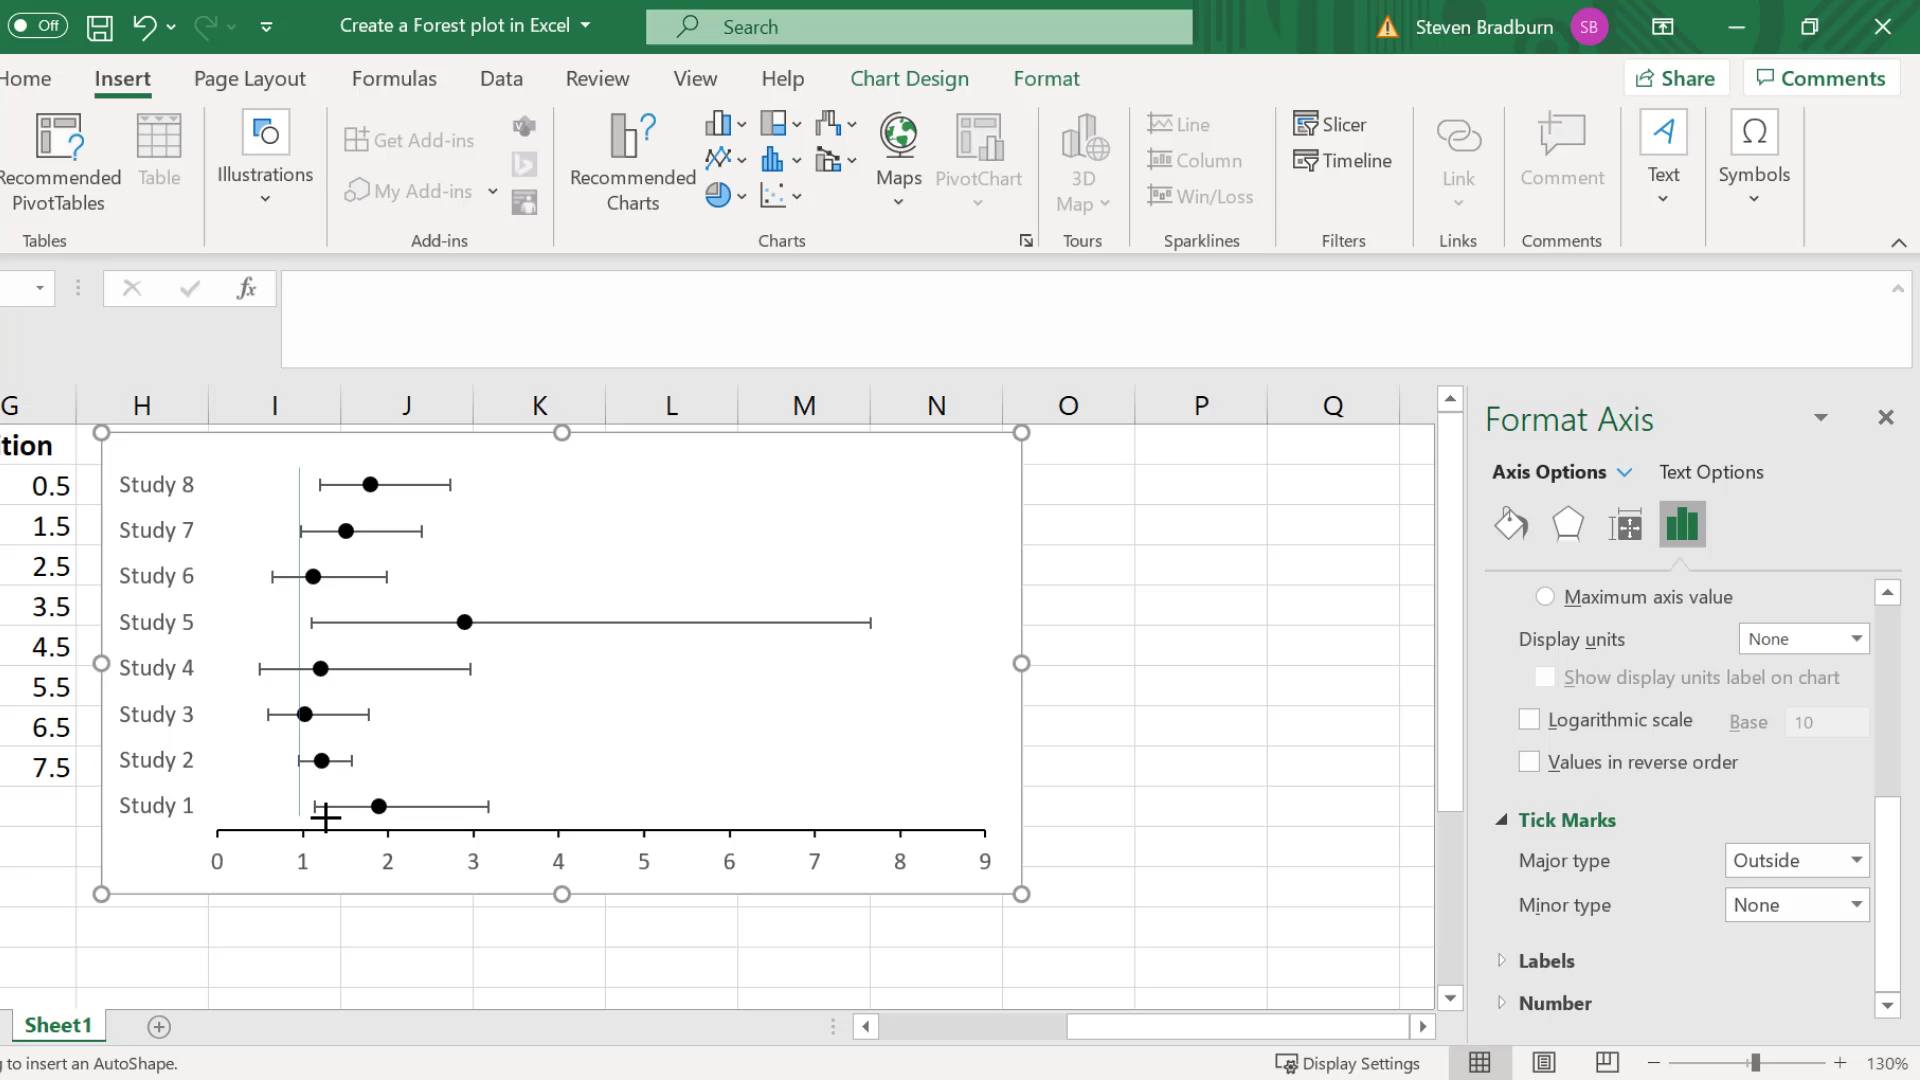 Off
Create a Forest plot in Excel
Search
Steven Bradburn
SB
Home
Insert
Page Layout
Formulas
Data
Review
View
Help
Chart Design
Format
Share
Comments
Recommended
PivotTables
Table
Illustrations
Get Add-ins
My Add-ins
Recommended
Charts
Maps
PivotChart
3D
Map
Line
Column
Win/Loss
Slicer
Timeline
Link
Comment
Text
Symbols
Tables
Add-ins
Charts
Tours
Sparklines
Filters
Links
Comments
fx
G H I J K L M N O P Q
tion
0.5
1.5
2.5
3.5
4.5
5.5
6.5
7.5
Study 8
Study 7
Study 6
Study 5
Study 4
Study 3
Study 2
Study 1
0 1 2 3 4 5 6 7 8 9
Format Axis
Axis Options
Text Options
Maximum axis value
Display units
None
Show display units label on chart
Logarithmic scale
Base
10
Values in reverse order
Tick Marks
Major type
Outside
Minor type
None
Labels
Number
Sheet1
g to insert an AutoShape.
Display Settings
130%